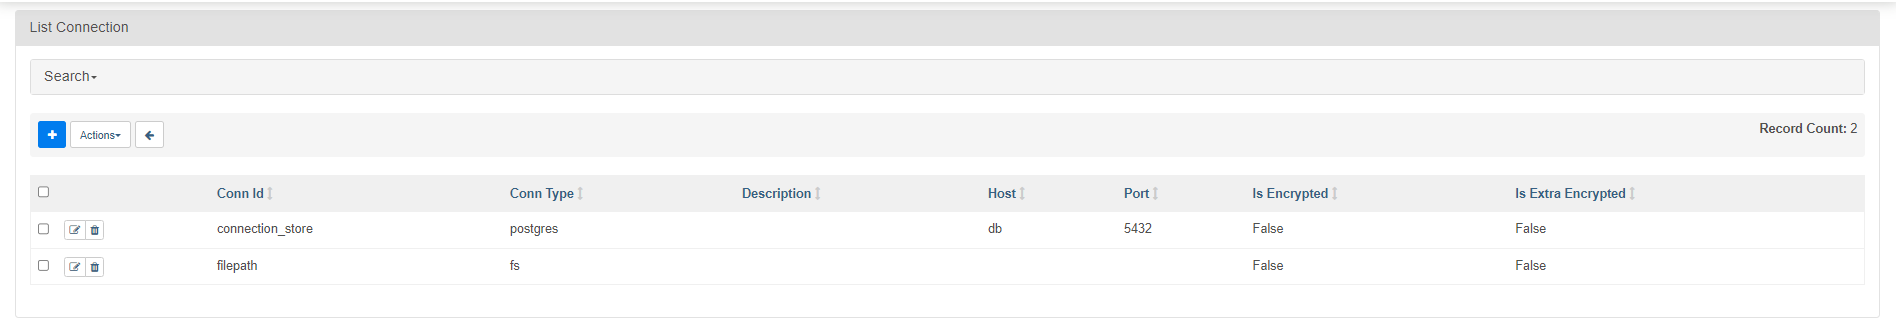 List Connection
Search
Actions
Record Count: 2
Conn Id Conn Type Description Host Port Is Encrypted Is Extra Encrypted
connection_store postgres db 5432 False False
filepath fs False False